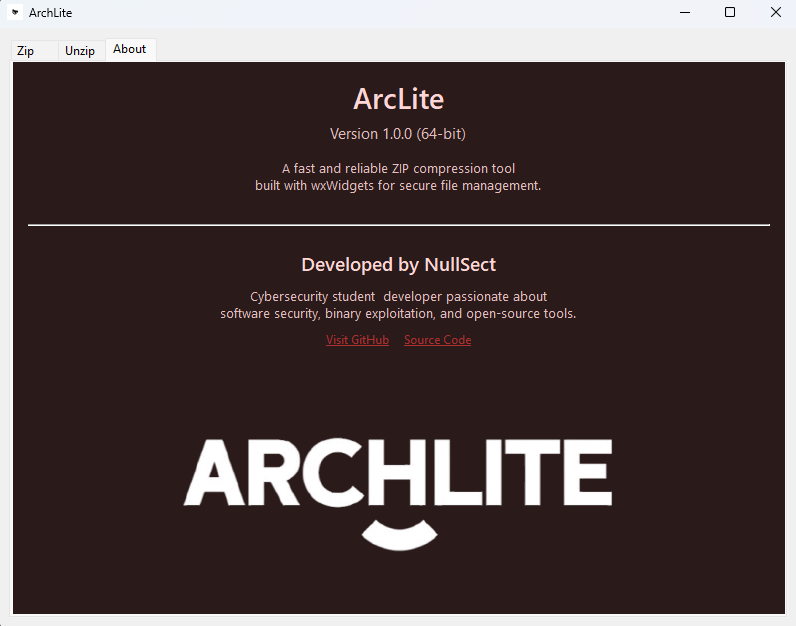 ArchLite
Zip
Unzip
About
ArcLite
Version 1.0.0 (64-bit)
A fast and reliable ZIP compression tool
built with wxWidgets for secure file management.
Developed by NullSect
Cybersecurity student  developer passionate about
software security, binary exploitation, and open-source tools.
Visit GitHub Source Code
ARCHLITE